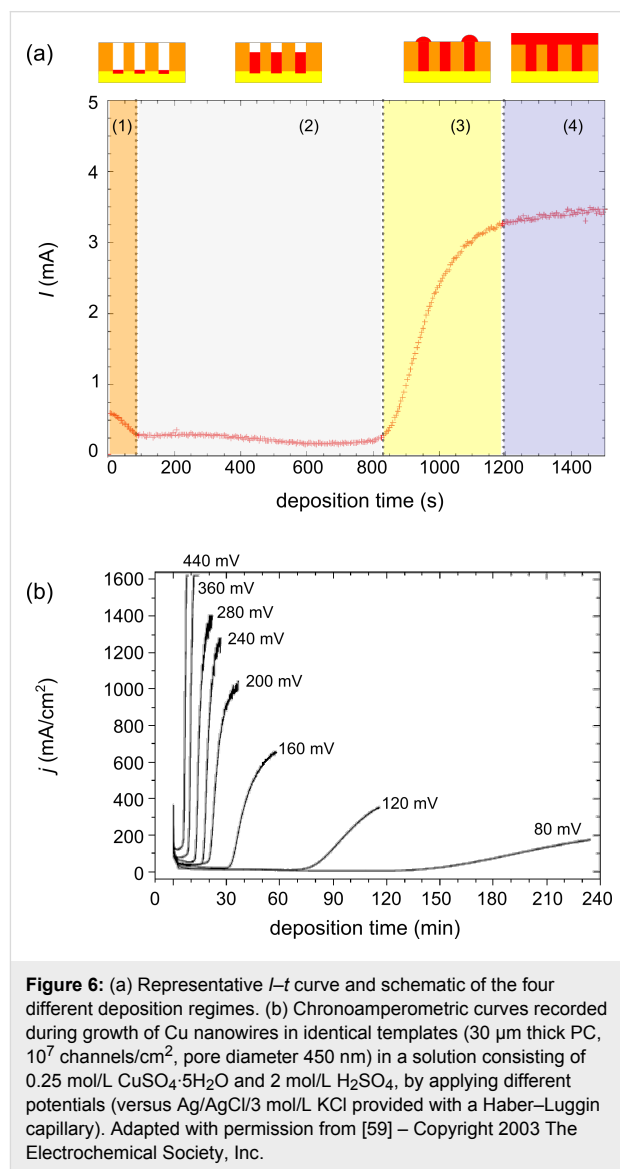 (a)
(1) (2) (3) (4)
5
4
3
2
1
0
I (mA)
0 200 400 600 800 1000 1200 1400
deposition time (s)
(b)
440 mV
360 mV
280 mV
240 mV
200 mV
160 mV
120 mV
80 mV
1600
1400
1200
1000
800
600
400
200
0
j (mA/cm²)
0 30 60 90 120 150 180 210 240
deposition time (min)
Figure 6: (a) Representative I–t curve and schematic of the four
different deposition regimes. (b) Chronoamperometric curves recorded
during growth of Cu nanowires in identical templates (30 µm thick PC,
10⁷ channels/cm², pore diameter 450 nm) in a solution consisting of
0.25 mol/L CuSO₄·5H₂O and 2 mol/L H₂SO₄, by applying different
potentials (versus Ag/AgCl/3 mol/L KCl provided with a Haber–Luggin
capillary). Adapted with permission from [59] – Copyright 2003 The
Electrochemical Society, Inc.